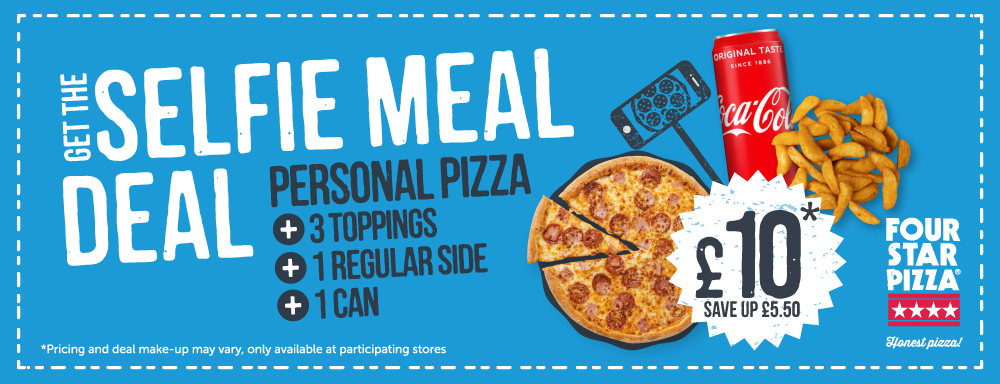 GET THE
SELFIE MEAL
DEAL
PERSONAL PIZZA
+ 3 TOPPINGS
+ 1 REGULAR SIDE
+ 1 CAN
ORIGINAL TASTE
SINCE 1886
Coca-Cola
£10*
SAVE UP £5.50
FOUR
STAR
PIZZA®
Honest pizza!
*Pricing and deal make-up may vary, only available at participating stores